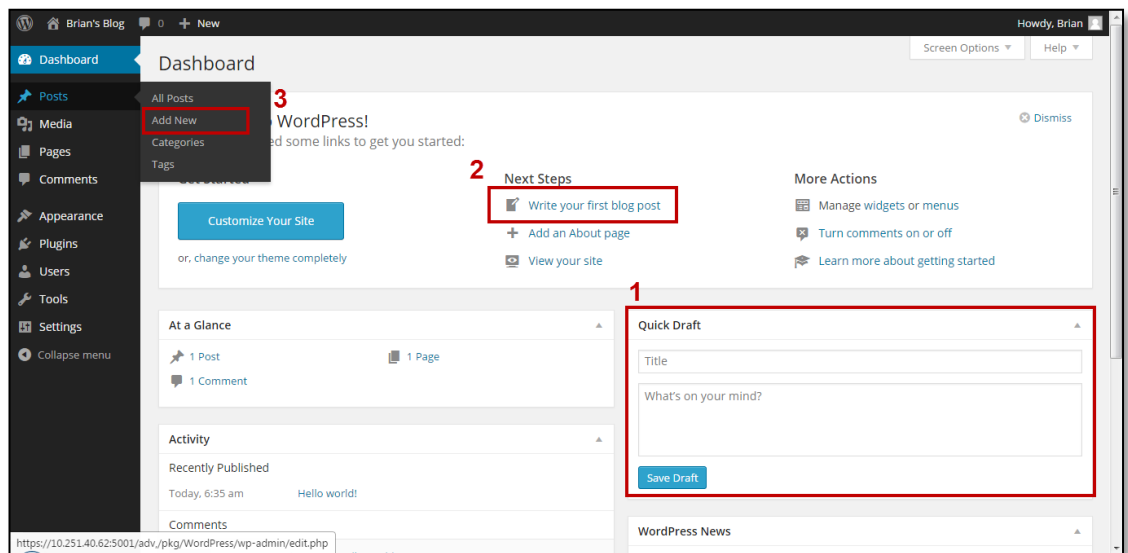 Brian's Blog 0 + New Howdy, Brian
Screen Options Help
Dashboard
Posts
Media
Pages
Comments
Appearance
Plugins
Users
Tools
Settings
Collapse menu
Dashboard
All Posts
Add New
Categories
Tags
3
WordPress!
ed some links to get you started:
Dismiss
Customize Your Site
or, change your theme completely
2
Next Steps
Write your first blog post
Add an About page
View your site
More Actions
Manage widgets or menus
Turn comments on or off
Learn more about getting started
At a Glance
1 Post 1 Page
1 Comment
Activity
Recently Published
Today, 6:35 am Hello world!
Comments
1
Quick Draft
Title
What's on your mind?
Save Draft
WordPress News
https://10.251.40.62:5001/adv,/pkg/WordPress/wp-admin/edit.php